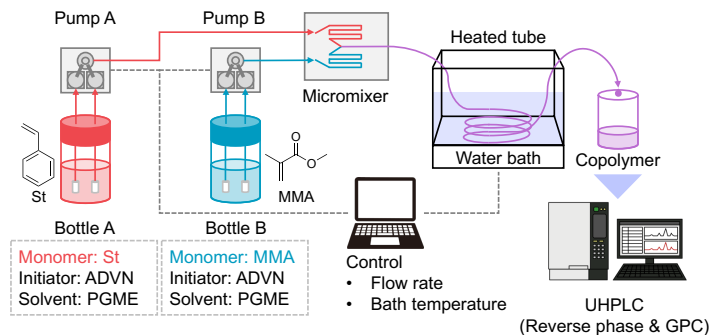 Pump A
Pump B
Heated tube
Micromixer
Water bath
Copolymer
St
MMA
Bottle A
Bottle B
Monomer: St
Initiator: ADVN
Solvent: PGME
Monomer: MMA
Initiator: ADVN
Solvent: PGME
Control
• Flow rate
• Bath temperature
UHPLC
(Reverse phase & GPC)